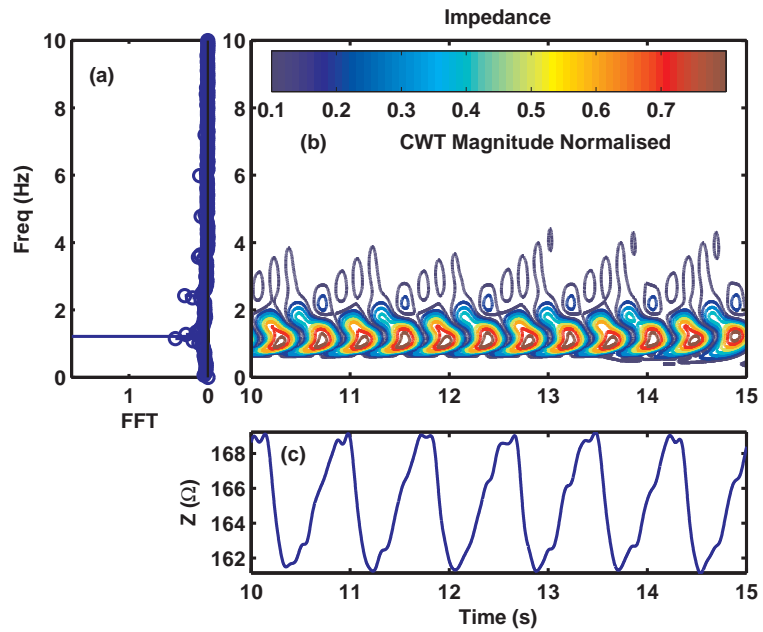 Impedance
(a)
10
8
6
4
2
0
Freq (Hz)
1
0
FFT
10
8
6
4
2
0
0.1 0.2 0.3 0.4 0.5 0.6 0.7
(b) CWT Magnitude Normalised
10 11 12 13 14 15
(c)
168
166
164
162
Z (Ω)
10 11 12 13 14 15
Time (s)